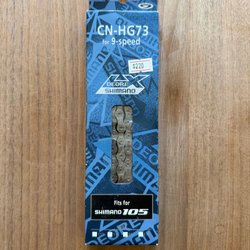 CN-HG73
for 9-speed
DEORE LX
SHIMANO
Fits for
SHIMANO 105